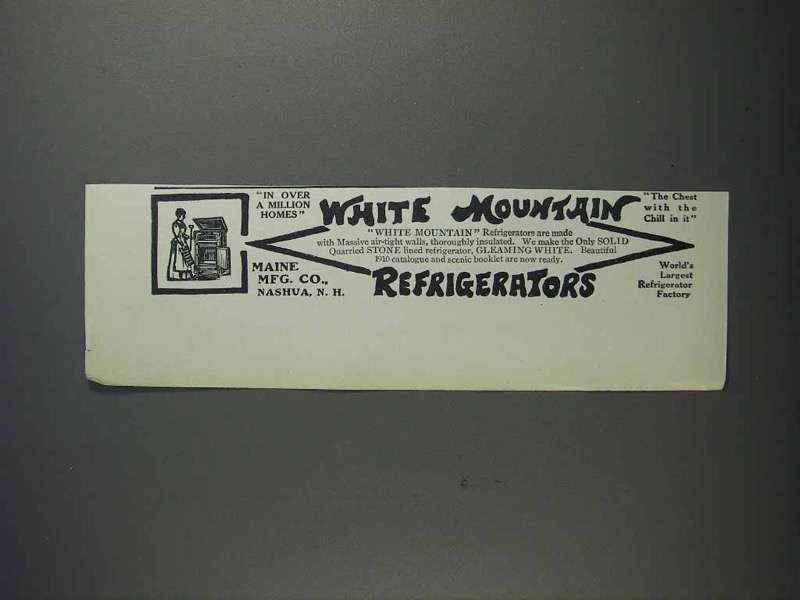 "IN OVER
A MILLION
HOMES"
WHITE MOUNTAIN
"The Chest
with the
Chill in it"
"WHITE MOUNTAIN" Refrigerators are made
with Massive air-tight walls, thoroughly insulated. We make the Only SOLID
Quarried STONE lined refrigerator, GLEAMING WHITE. Beautiful
1910 catalogue and scenic booklet are now ready.
MAINE
MFG. CO.,
NASHUA, N. H.
REFRIGERATORS
World's
Largest
Refrigerator
Factory